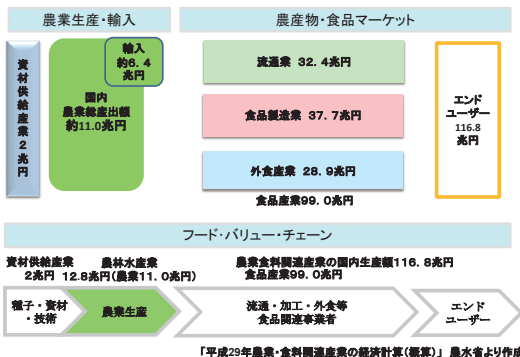 農業生産・輸入
農産物・食品マーケット
資材供給産業2兆円
輸入
約6.4
兆円
国内
農業総産出額
約11.0兆円
流通業 32.4兆円
食品製造業 37.7兆円
外食産業 28.9兆円
食品産業99.0兆円
エンド
ユーザー
116.8
兆円
フード・バリュー・チェーン
資材供給産業
2兆円
農林水産業
12.8兆円(農業11.0兆円)
農業食料関連産業の国内生産額116.8兆円
食品産業99.0兆円
種子・資材
・技術
農業生産
流通・加工・外食等
食品関連事業者
エンド
ユーザー
「平成29年農業・食料関連産業の経済計算(概算)」 農水省より作成